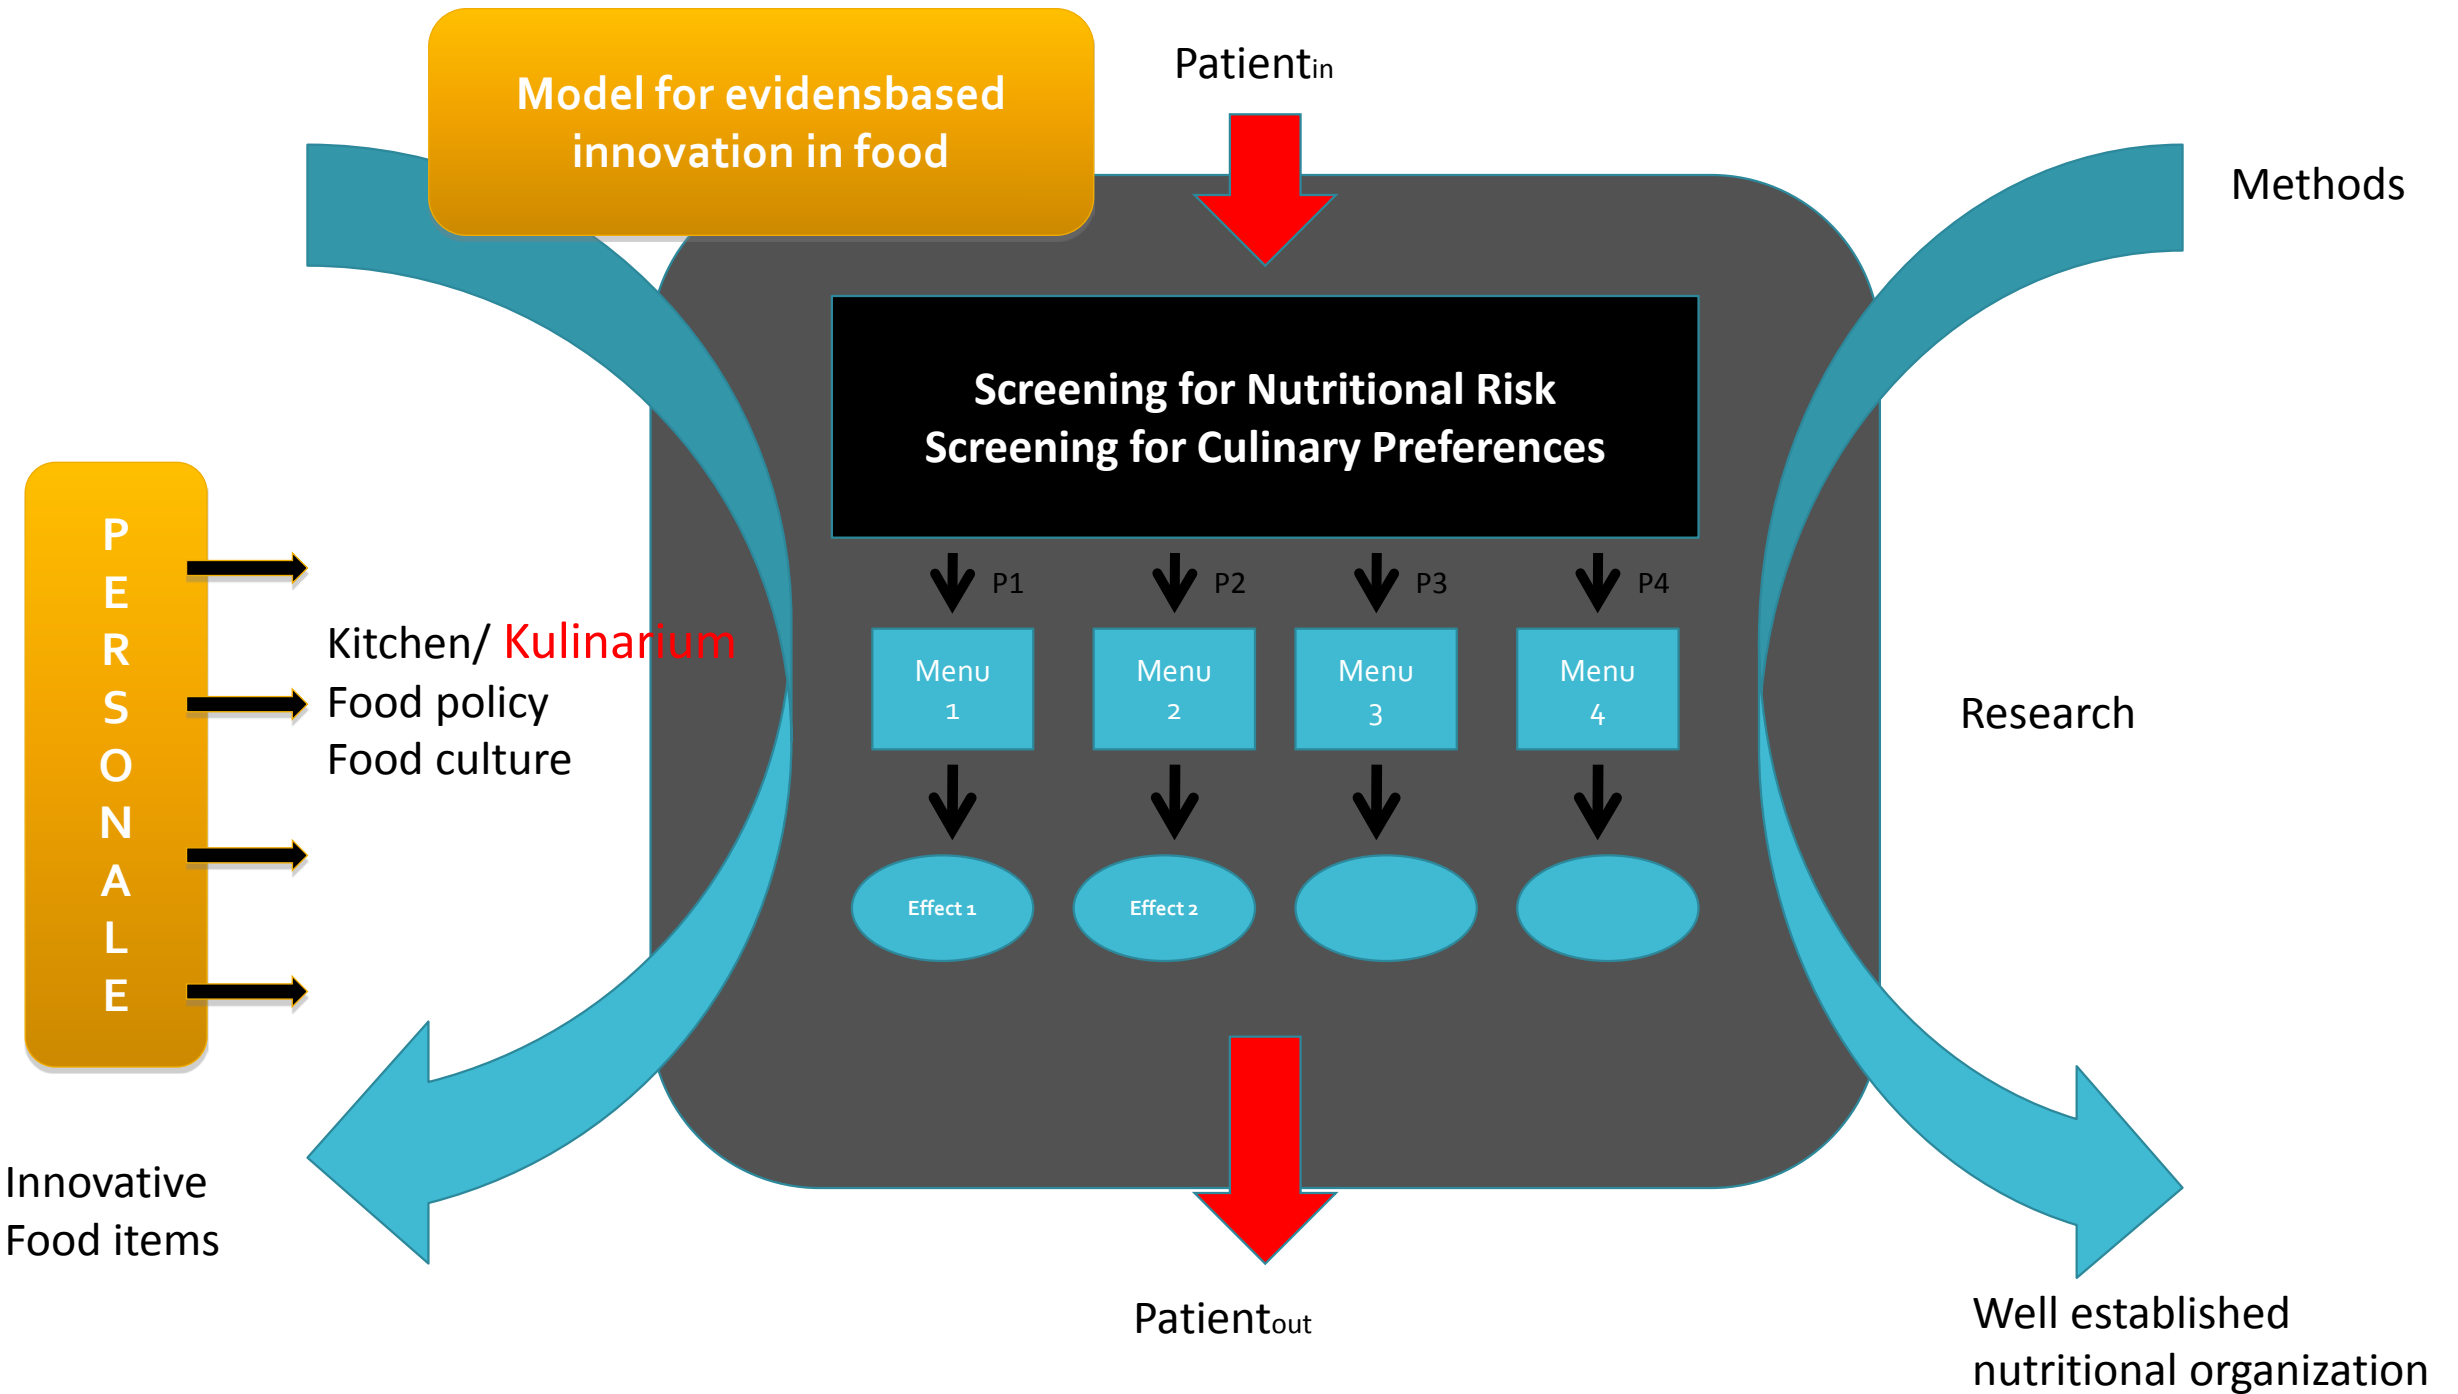 Model for evidensbased
innovation in food
Patientin
Methods
Screening for Nutritional Risk
Screening for Culinary Preferences
P
E
R
S
O
N
A
L
E
P1
P2
P3
P4
Kitchen/ Kulinarium
Food policy
Food culture
Menu
1
Menu
2
Menu
3
Menu
4
Research
Effect 1
Effect 2
Innovative
Food items
Patientout
Well established
nutritional organization